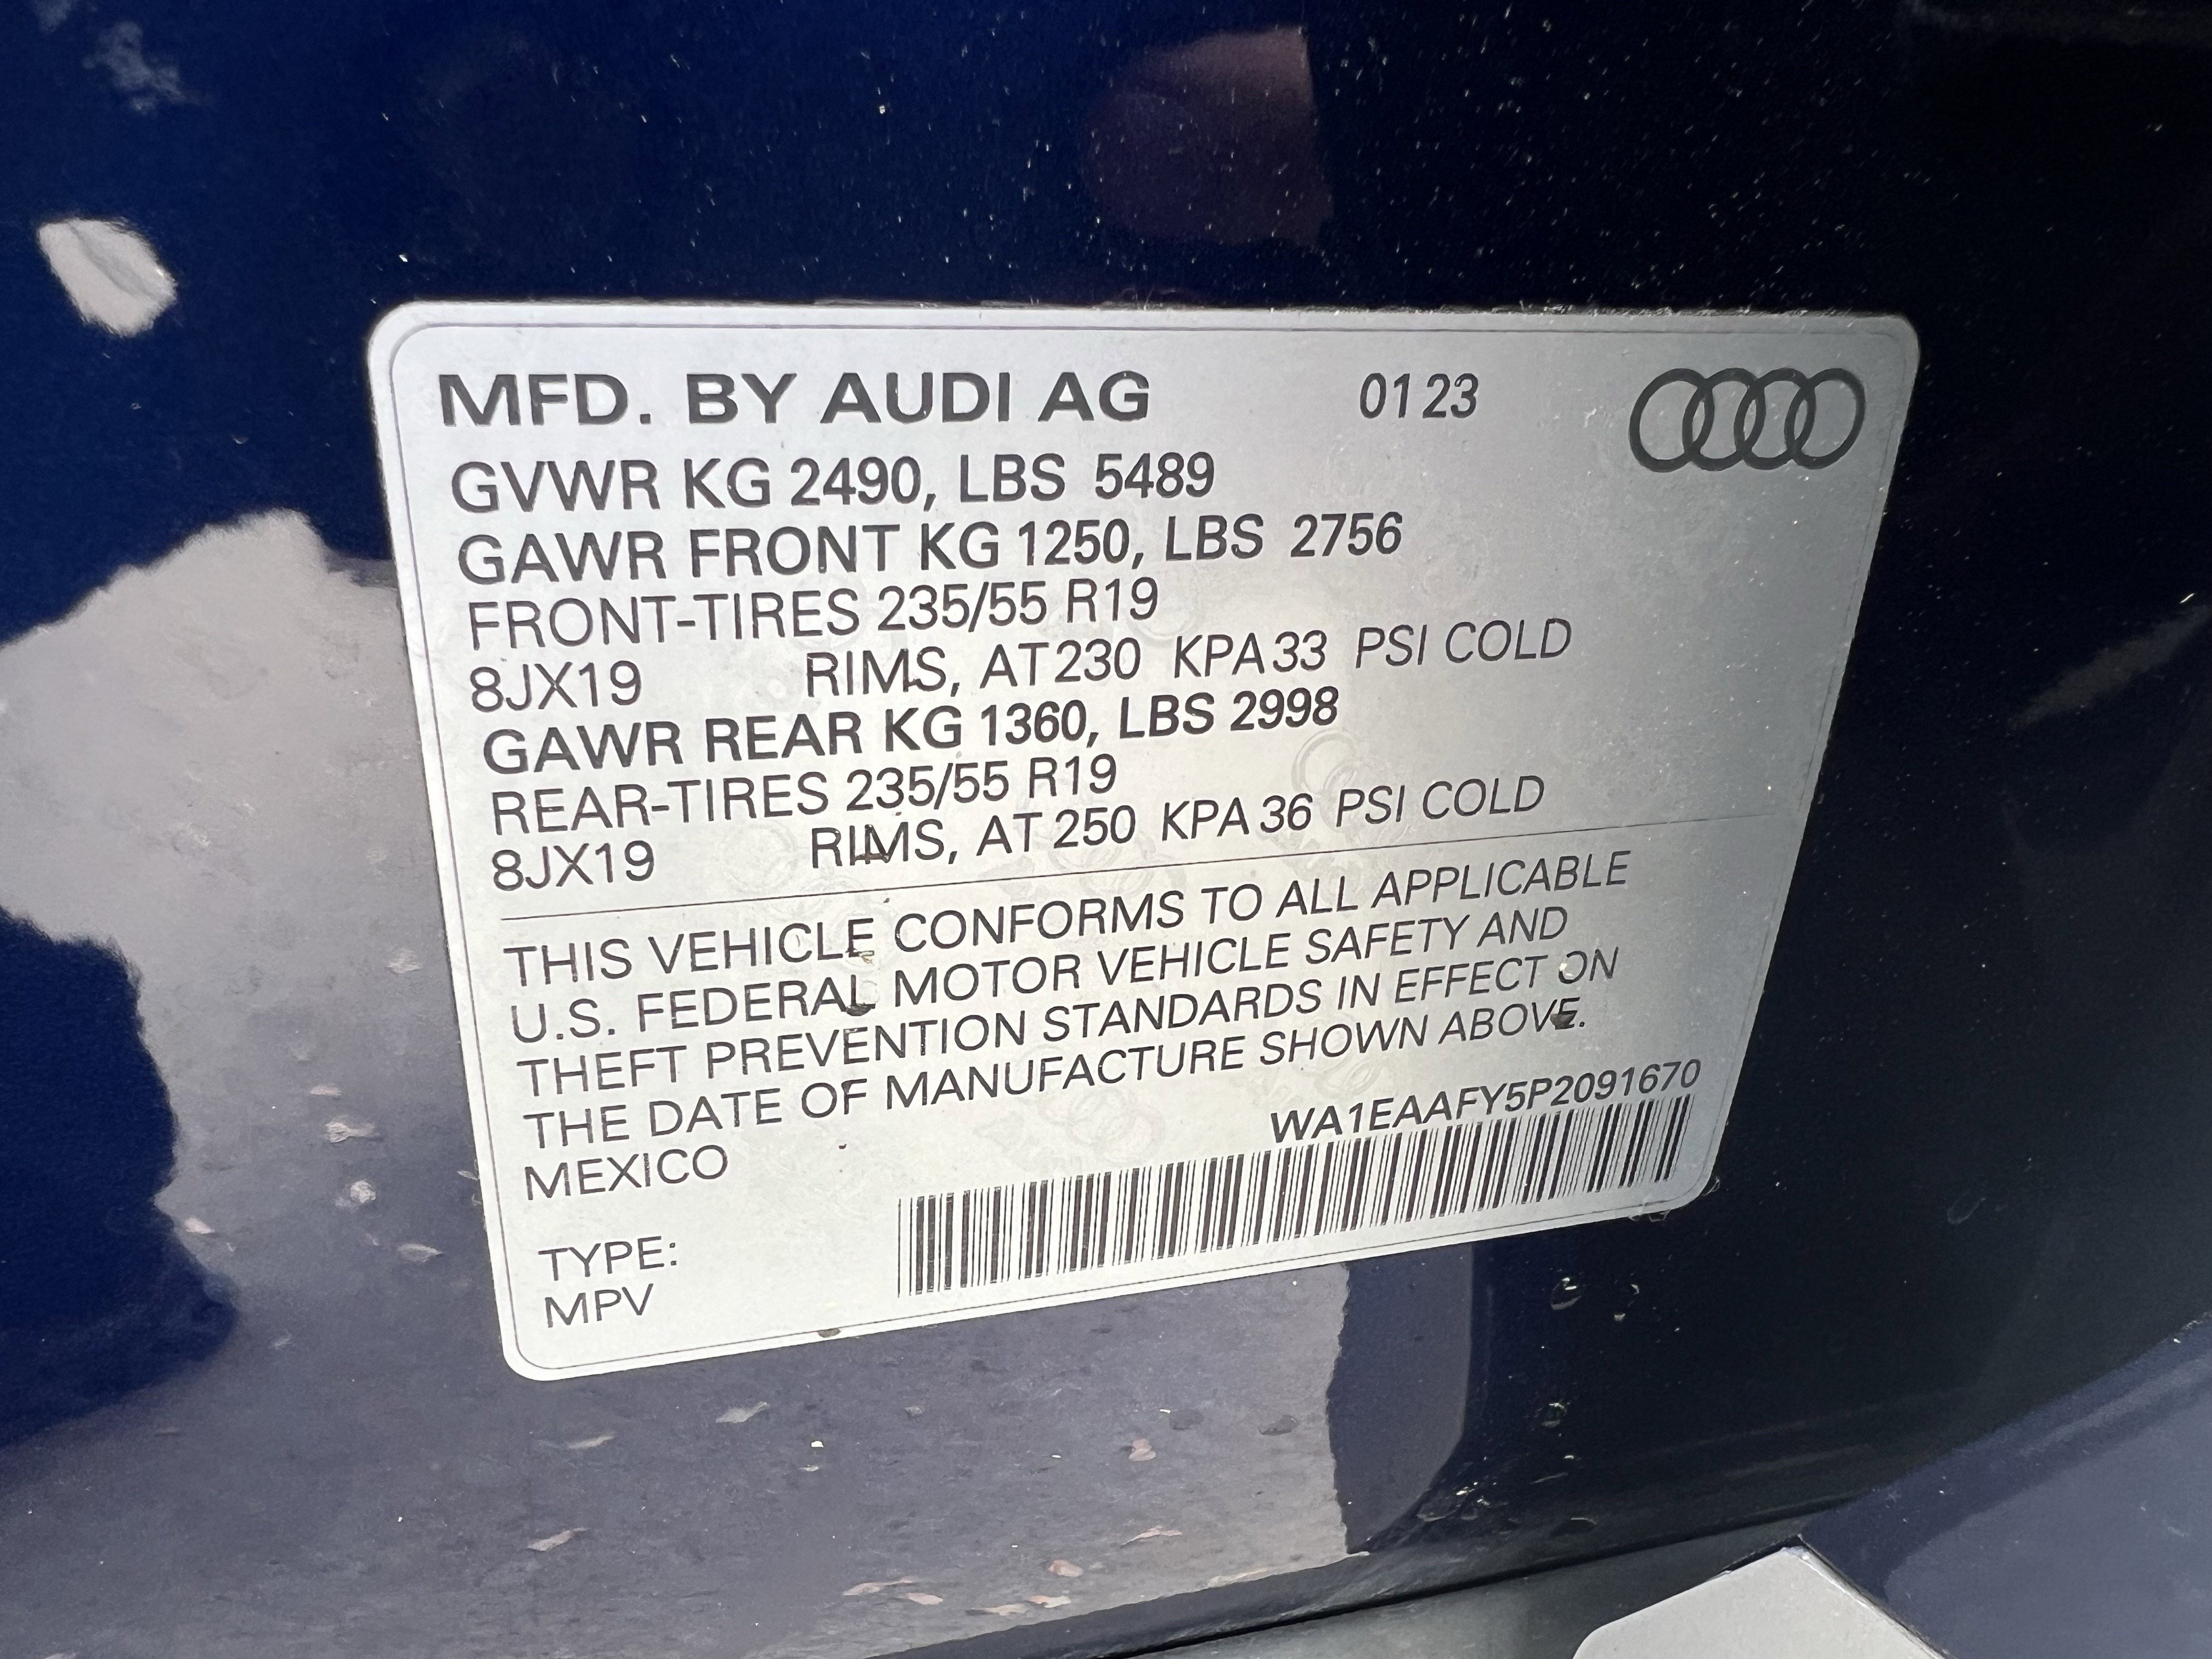 MFD. BY AUDI AG 01 23
GVWR KG 2490, LBS 5489
GAWR FRONT KG 1250, LBS 2756
FRONT-TIRES 235/55 R19
8JX19 RIMS, AT 230 KPA 33 PSI COLD
GAWR REAR KG 1360, LBS 2998
REAR-TIRES 235/55 R19
8JX19 RIMS, AT 250 KPA 36 PSI COLD
THIS VEHICLE CONFORMS TO ALL APPLICABLE
U.S. FEDERAL MOTOR VEHICLE SAFETY AND
THEFT PREVENTION STANDARDS IN EFFECT ON
THE DATE OF MANUFACTURE SHOWN ABOVE.
MEXICO WA1EAAFY5P2091670
TYPE:
MPV